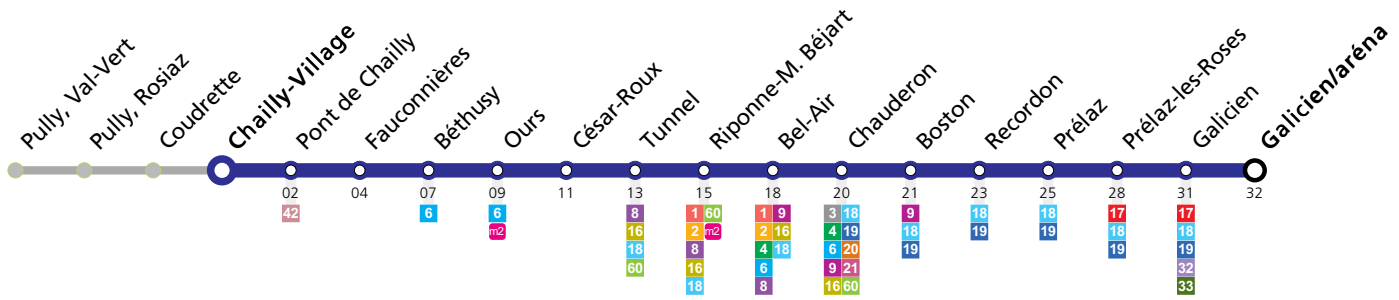 Pully, Val-Vert
Pully, Rosiaz
Coudrette
Chailly-Village
Pont de Chailly
Fauconnières
Béthusy
Ours
César-Roux
Tunnel
Riponne-M. Béjart
Bel-Air
Chauderon
Boston
Recordon
Prélaz
Prélaz-les-Roses
Galicien
Galicien/aréna
02 04 07 09 11 13 15 18 20 21 23 25 28 31 32
42 6 6 8 1 60 1 9 3 18 9 18 18 17 17
m2 16 2 m2 2 16 4 19 18 19 19 18 18
18 8 4 18 6 20 19 19 19
60 16 6 9 21 32
18 8 16 60 33